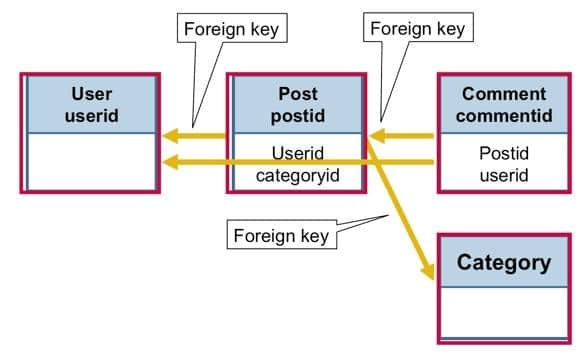 Foreign key
Foreign key
User
userid
Post
postid
Comment
commentid
Userid
categoryid
Postid
userid
Foreign key
Category